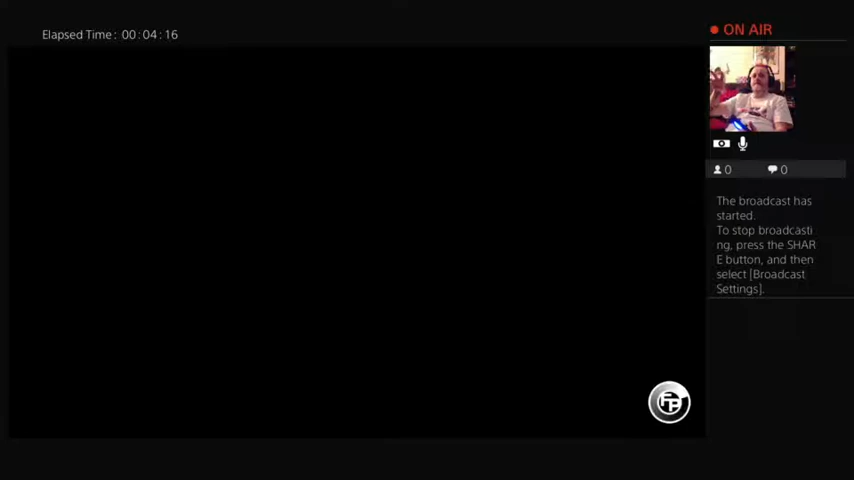 Elapsed Time: 00:04:16
ON AIR
0 0
The broadcast has
started.
To stop broadcasti
ng, press the SHAR
E button, and then
select [Broadcast
Settings].